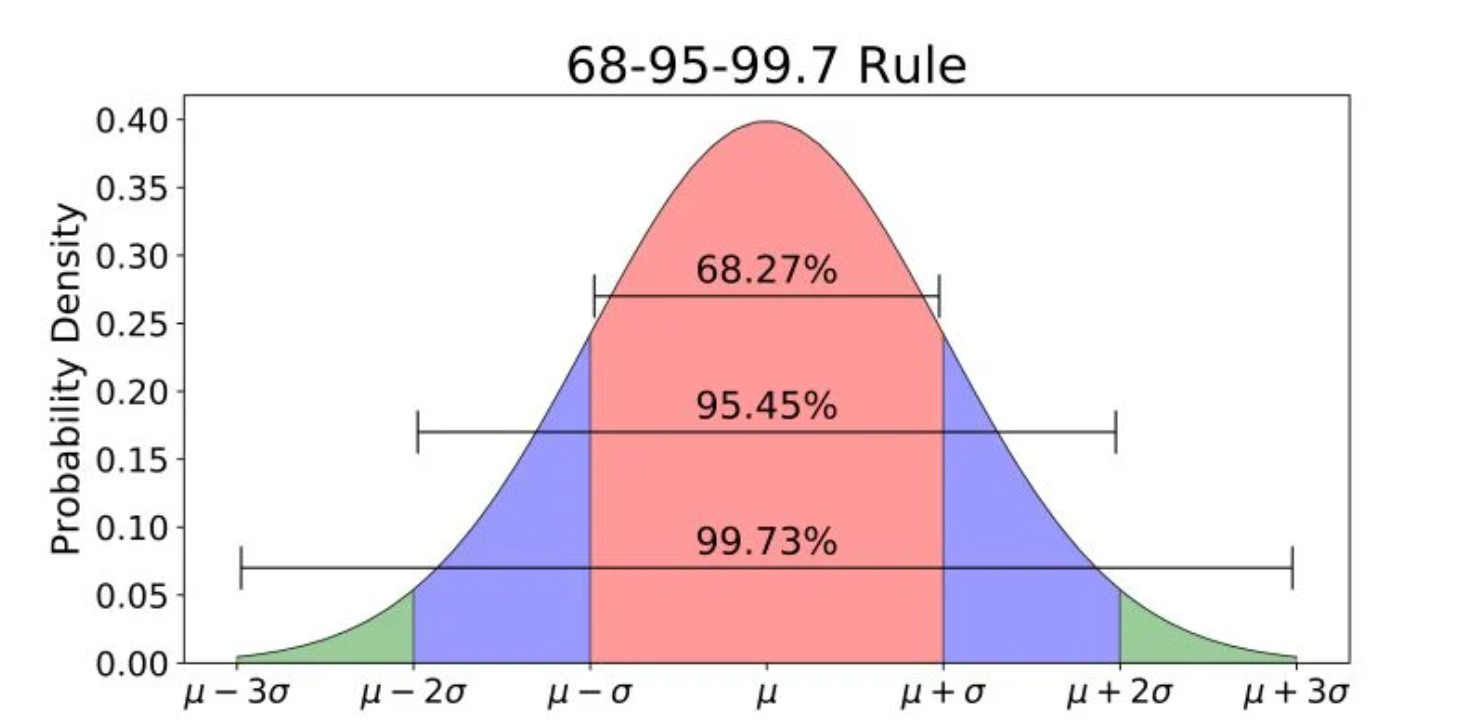 68-95-99.7 Rule
Probability Density
0.40
0.35
0.30
0.25
0.20
0.15
0.10
0.05
0.00
68.27%
95.45%
99.73%
μ − 3σ
μ − 2σ
μ − σ
μ
μ + σ
μ + 2σ
μ + 3σ